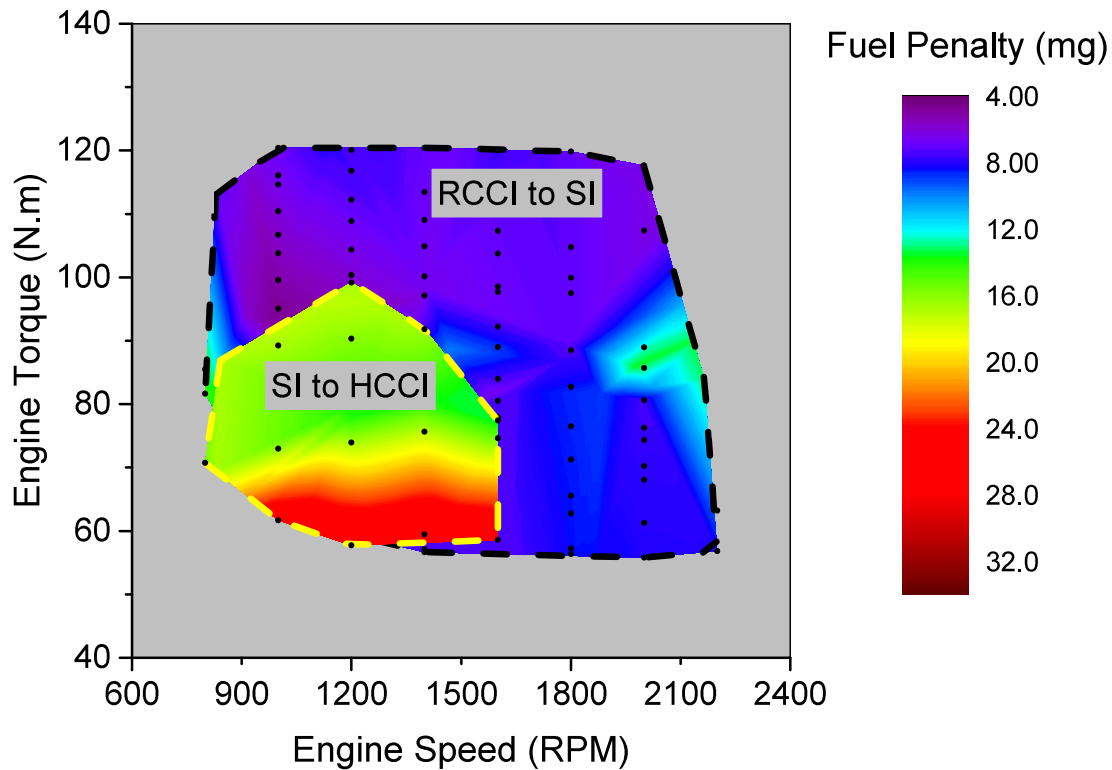 Fuel Penalty (mg)
4.00
8.00
12.0
16.0
20.0
24.0
28.0
32.0
Engine Torque (N.m)
140
120
100
80
60
40
RCCI to SI
SI to HCCI
600 900 1200 1500 1800 2100 2400
Engine Speed (RPM)